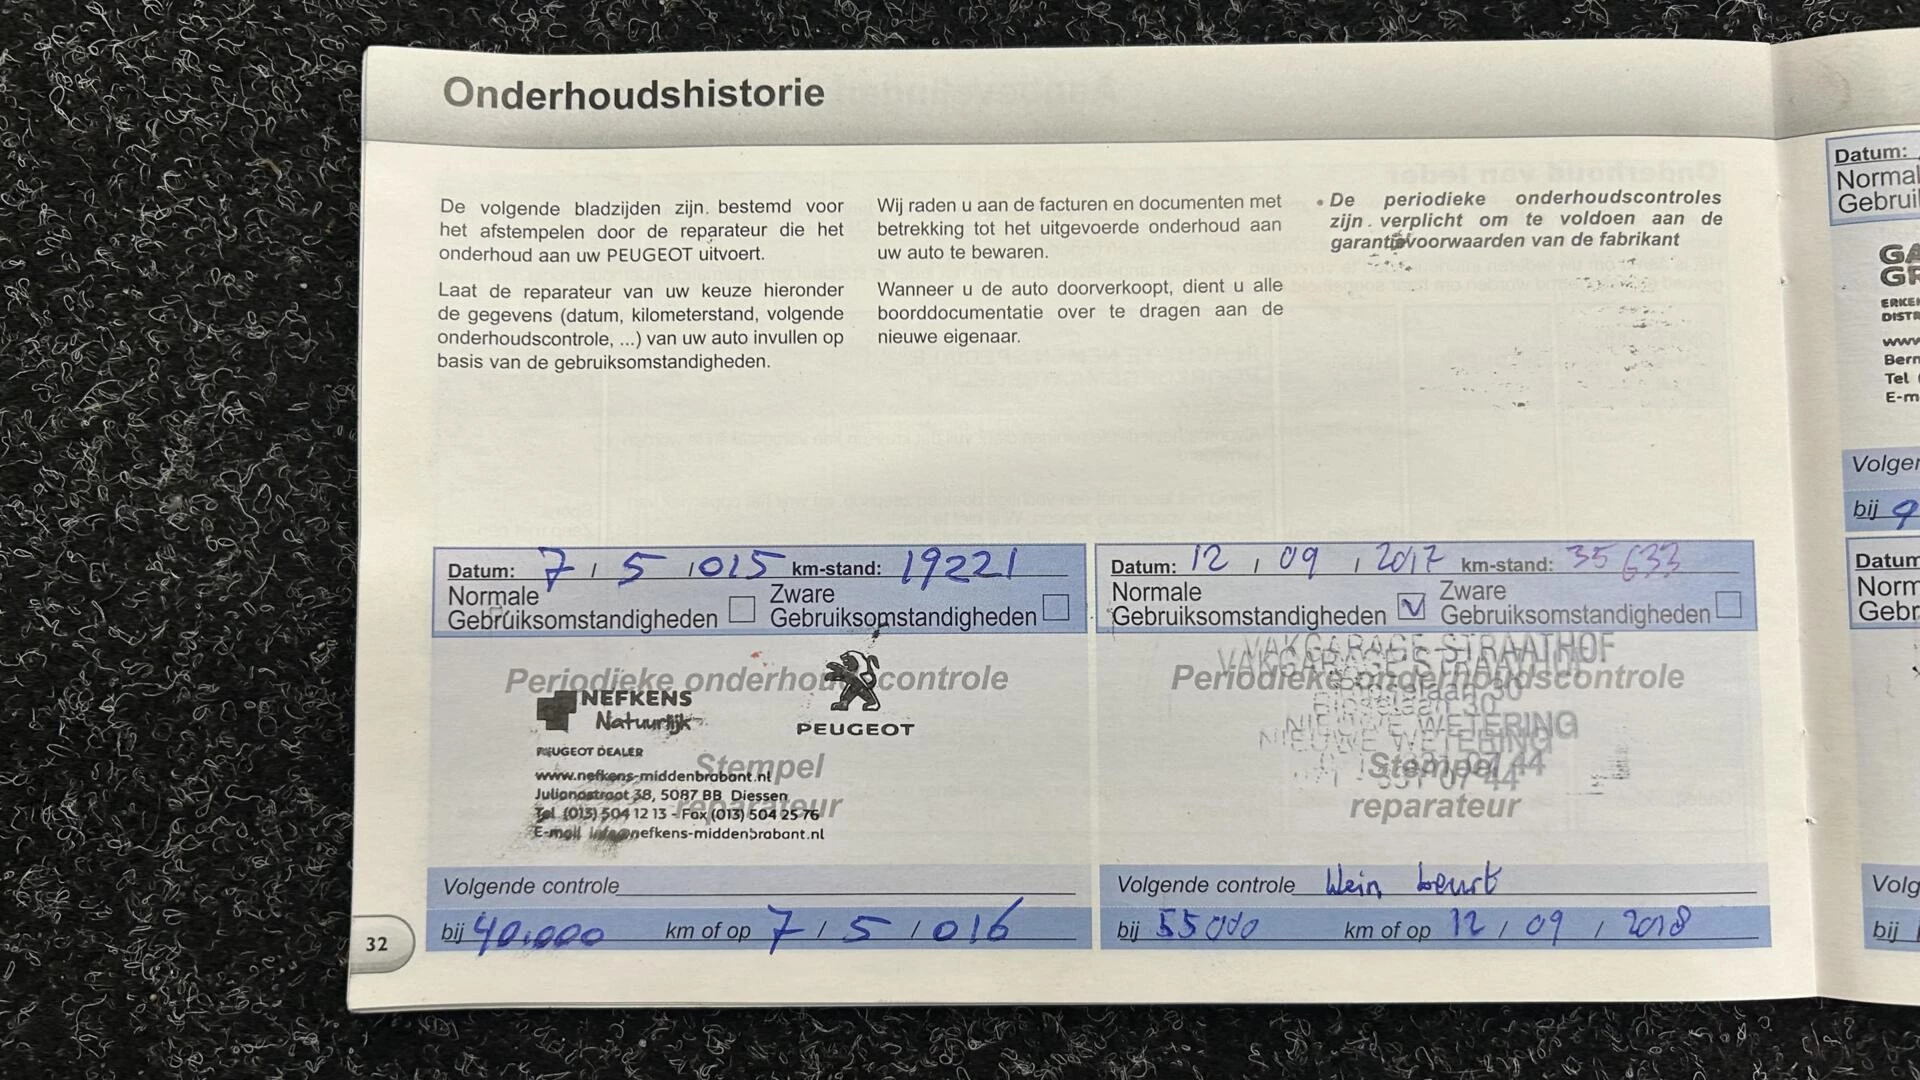 Onderhoudshistorie
De volgende bladzijden zijn bestemd voor
het afstempelen door de reparateur die het
onderhoud aan uw PEUGEOT uitvoert.
Laat de reparateur van uw keuze hieronder
de gegevens (datum, kilometerstand, volgende
onderhoudscontrole, ...) van uw auto invullen op
basis van de gebruiksomstandigheden.
Wij raden u aan de facturen en documenten met
betrekking tot het uitgevoerde onderhoud aan
uw auto te bewaren.
Wanneer u de auto doorverkoopt, dient u alle
boorddocumentatie over te dragen aan de
nieuwe eigenaar.
• De periodieke onderhoudscontroles
zijn verplicht om te voldoen aan de
garantievoorwaarden van de fabrikant
Datum: 7 / 5 / 015 km-stand: 19221
Normale Zware
Gebruiksomstandigheden Gebruiksomstandigheden
Periodieke onderhoudscontrole
NEFKENS
Natuurlijk
PEUGEOT
PEUGEOT DEALER
Stempel
www.nefkens-middenbrabant.nl
Julianastraat 38, 5087 BB Diessen
reparateur
Tel (013) 504 12 13 - Fax (013) 504 25 76
E-mail info@nefkens-middenbrabant.nl
Volgende controle
bij 40.000 km of op 7 / 5 / 016
Datum: 12 / 09 / 2017 km-stand: 35 633
Normale Zware
Gebruiksomstandigheden Gebruiksomstandigheden
VAKGARAGE STRAATHOF
Periodieke onderhoudscontrole
NIEUWE WETERING
Stempel
reparateur
Volgende controle klein beurt
bij 55000 km of op 12 / 09 / 2018
32
Datum:
bij
Datum
bij